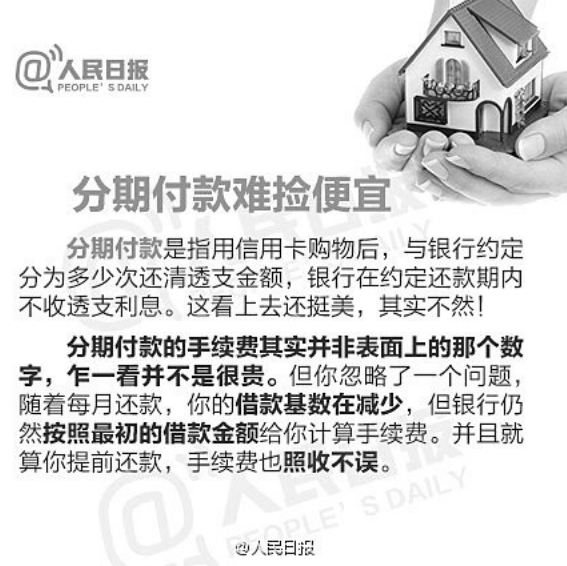 @人民日报
PEOPLE'S DAILY
分期付款难捡便宜
分期付款是指用信用卡购物后，与银行约定
分为多少次还清透支金额，银行在约定还款期内
不收透支利息。这看上去还挺美，其实不然！
分期付款的手续费其实并非表面上的那个数
字，乍一看并不是很贵。但你忽略了一个问题，
随着每月还款，你的借款基数在减少，但银行仍
然按照最初的借款金额给你计算手续费。并且就
算你提前还款，手续费也照收不误。
@人民日报
PEOPLE'S DAILY
@人民日报